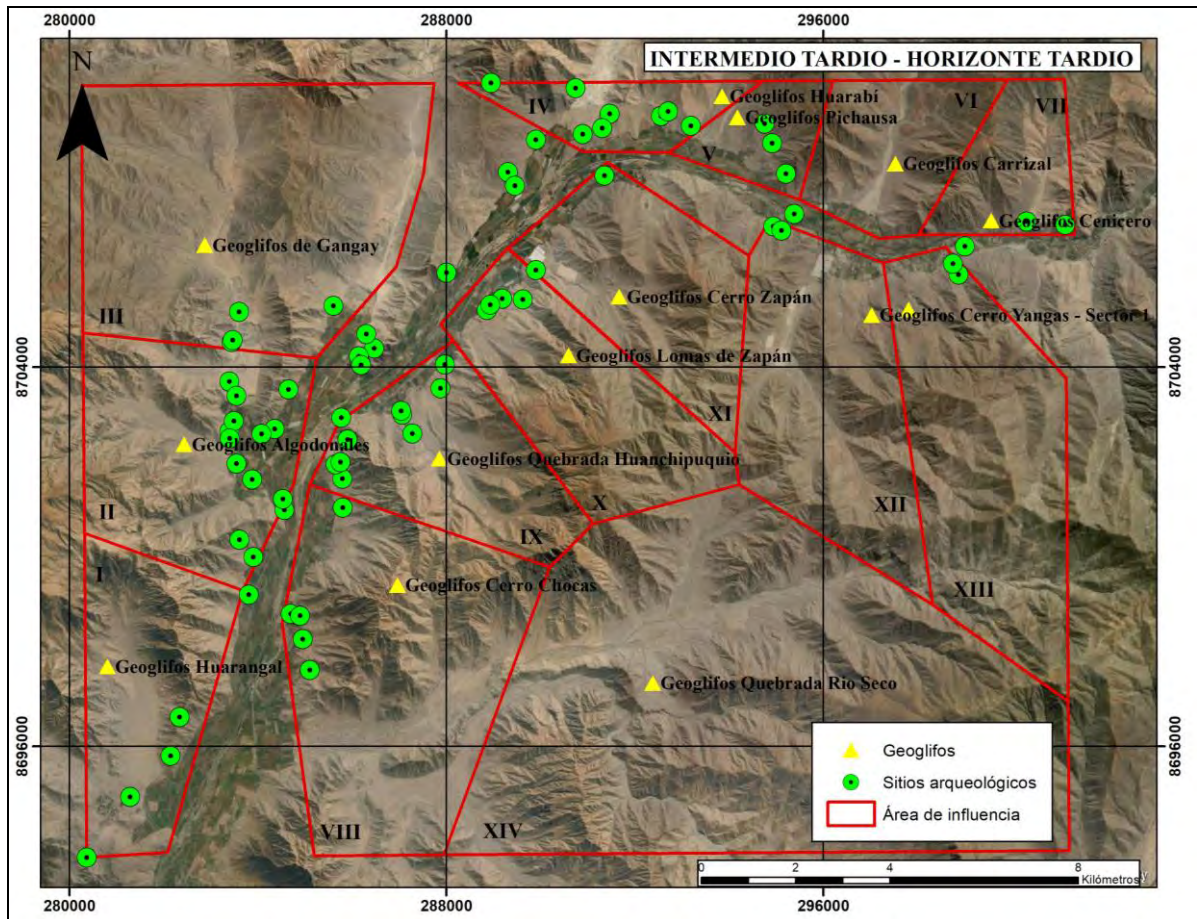 280000
288000
296000
INTERMEDIO TARDIO - HORIZONTE TARDIO
N
IV
Geoglifos Huarabí
VI
VII
Geoglifos Pichausa
V
Geoglifos Carrizal
Geoglifos Cenicero
Geoglifos de Gangay
Geoglifos Cerro Zapán
Geoglifos Cerro Yangas - Sector 1
III
Geoglifos Lomas de Zapán
8704000
8704000
XI
Geoglifos Algodonales
Geoglifos Quebrada Huanchipuquio
X
XII
II
IX
I
Geoglifos Cerro Chocas
XIII
Geoglifos Huarangal
Geoglifos Quebrada Rio Seco
8696000
8696000
Geoglifos
Sitios arqueológicos
Área de influencia
VIII
XIV
0
2
4
8
Kilómetros
280000
288000
296000